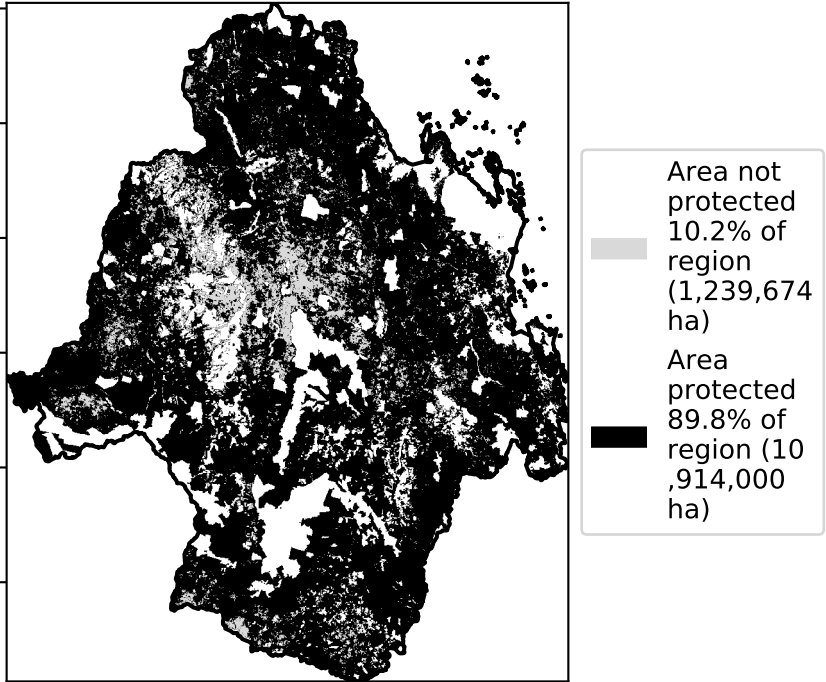 Area not
protected
10.2% of
region
(1,239,674
ha)
Area
protected
89.8% of
region (10
,914,000
ha)